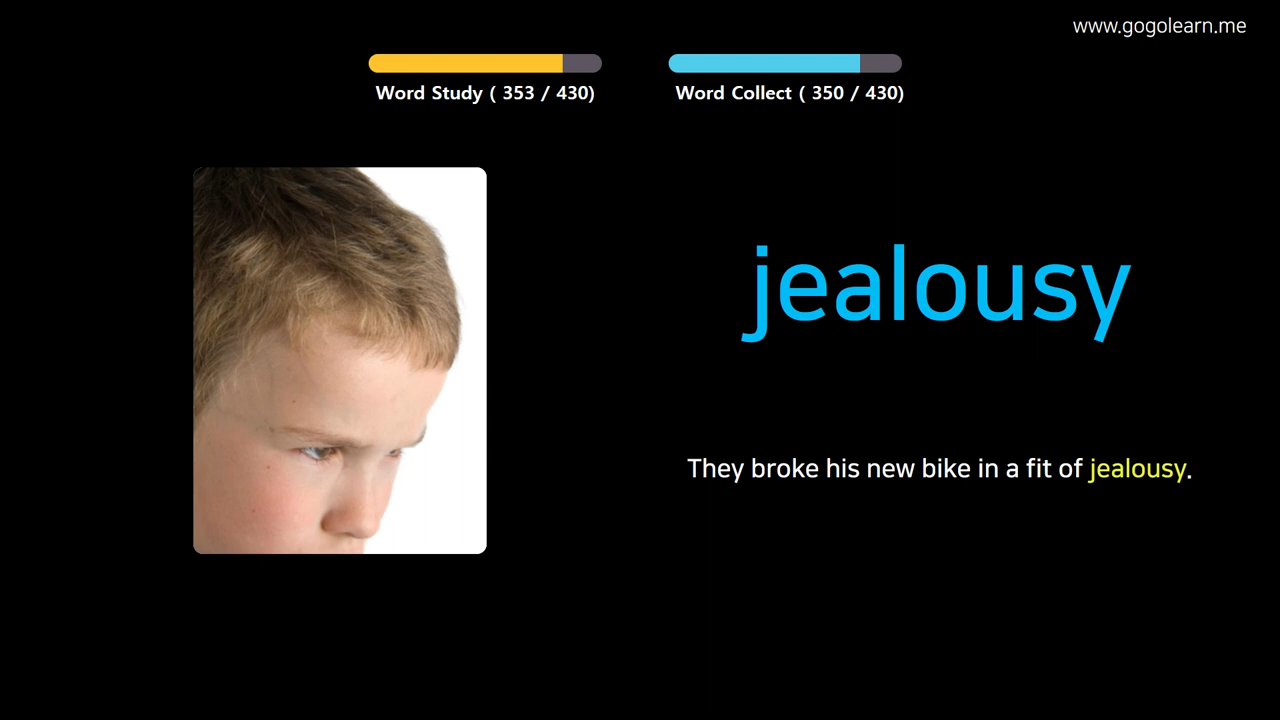 www.gogolearn.me
Word Study ( 353 / 430)
Word Collect ( 350 / 430)
jealousy
They broke his new bike in a fit of jealousy.